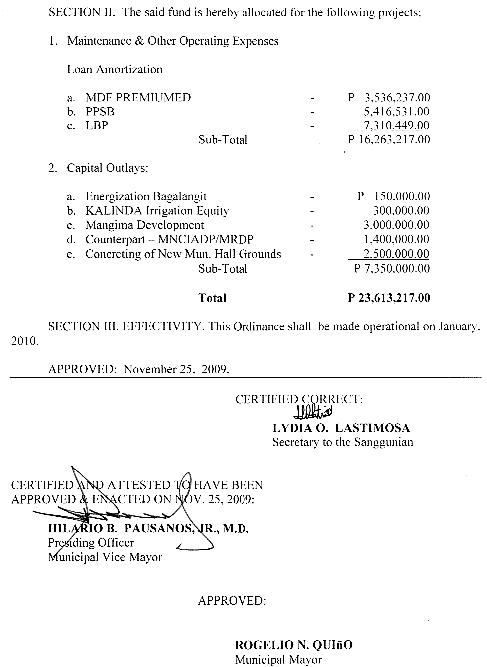 SECTION II.  The said fund is hereby allocated for the following projects:
1.  Maintenance & Other Operating Expenses
Loan Amortization
a.  MDF PREMIUMED - P 3,536,237.00
b.  PPSB - 5,416,531.00
c.  LBP - 7,310,449.00
Sub-Total P 16,263,217.00
2.  Capital Outlays:
a.  Energization Bagalangit - P 150,000.00
b.  KALINDA Irrigation Equity - 300,000.00
c.  Mangima Development - 3,000,000.00
d.  Counterpart – MNCIADP/MRDP - 1,400,000.00
e.  Concreting of New Mun. Hall Grounds - 2,500,000.00
Sub-Total P 7,350,000.00
Total P 23,613,217.00
SECTION III. EFFECTIVITY. This Ordinance shall be made operational on January,
2010.
APPROVED:  November 25, 2009.
CERTIFIED CORRECT:
LYDIA O. LASTIMOSA
Secretary to the Sanggunian
CERTIFIED AND ATTESTED TO HAVE BEEN
APPROVED & ENACTED ON NOV. 25, 2009:
HILARIO B. PAUSANOS, JR., M.D.
Presiding Officer
Municipal Vice Mayor
APPROVED:
ROGELIO N. QUIñO
Municipal Mayor